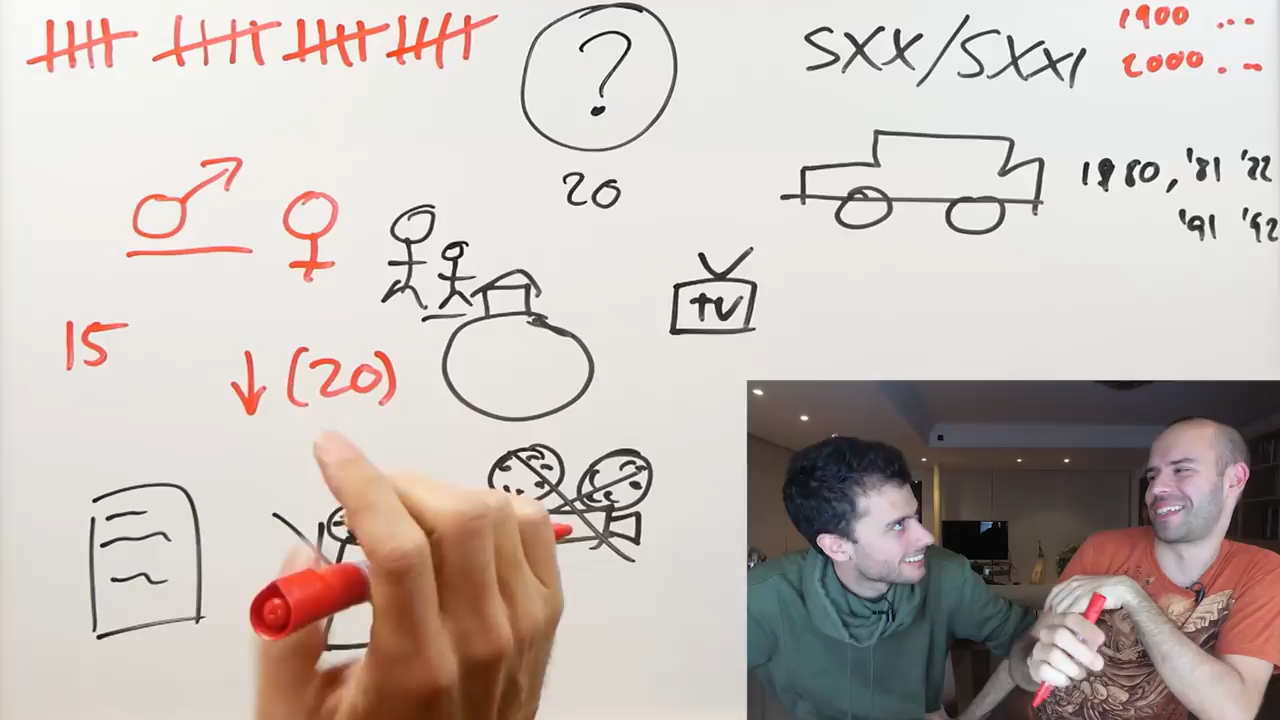 ?
20
SXX/SXXI
1900 ...
2000 ...
1980, '81 '82
'91 '92
TV
15
(20)